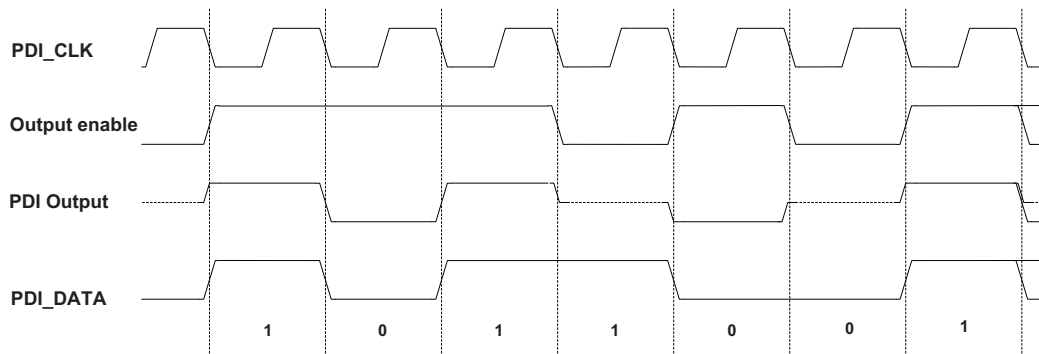 PDI_CLK
Output enable
PDI Output
PDI_DATA
1 0 1 1 0 0 1